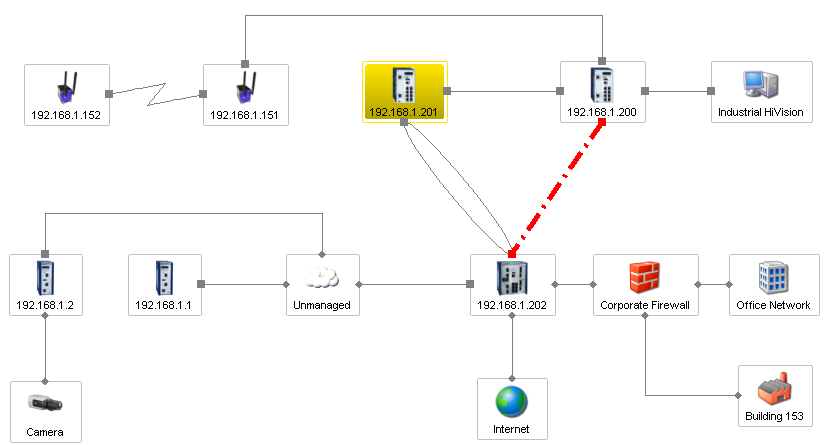 192.168.1.152
192.168.1.151
192.168.1.201
192.168.1.200
Industrial HiVision
192.168.1.2
192.168.1.1
Unmanaged
192.168.1.202
Corporate Firewall
Office Network
Camera
Internet
Building 153